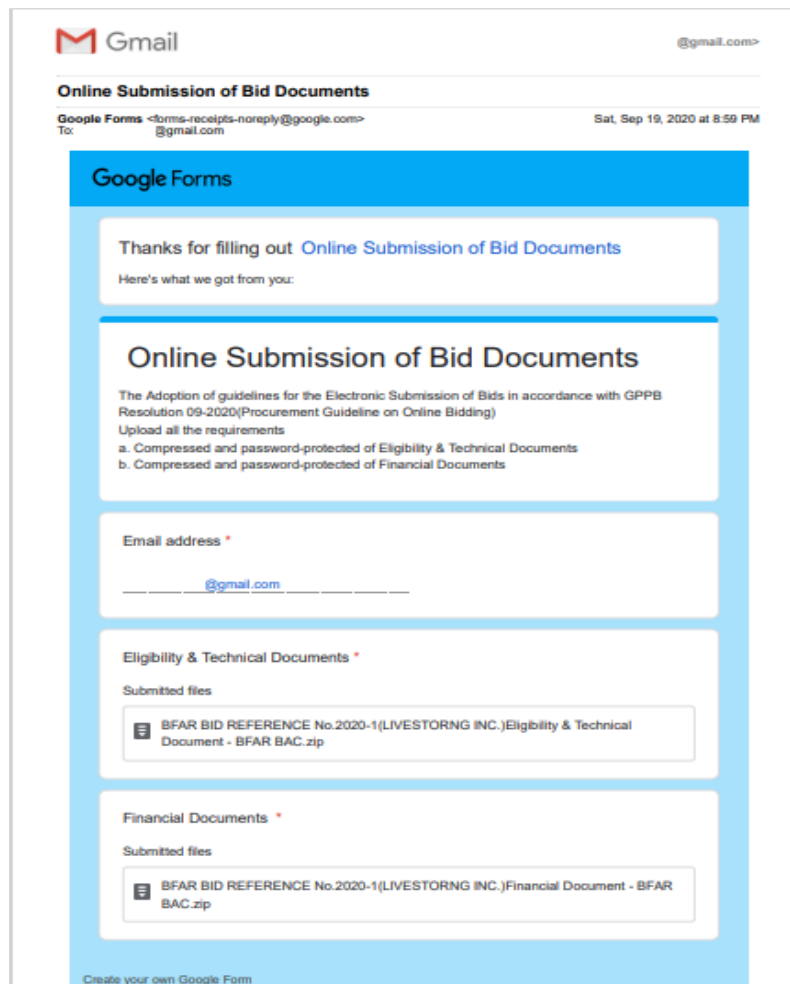 Gmail
@gmail.com>
Online Submission of Bid Documents
Google Forms <forms-receipts-noreply@google.com>
Sat, Sep 19, 2020 at 8:59 PM
To: @gmail.com
Google Forms
Thanks for filling out Online Submission of Bid Documents
Here's what we got from you:
Online Submission of Bid Documents
The Adoption of guidelines for the Electronic Submission of Bids in accordance with GPPB
Resolution 09-2020(Procurement Guideline on Online Bidding)
Upload all the requirements
a. Compressed and password-protected of Eligibility & Technical Documents
b. Compressed and password-protected of Financial Documents
Email address *
@gmail.com
Eligibility & Technical Documents *
Submitted files
BFAR BID REFERENCE No.2020-1(LIVESTORNG INC.)Eligibility & Technical
Document - BFAR BAC.zip
Financial Documents *
Submitted files
BFAR BID REFERENCE No.2020-1(LIVESTORNG INC.)Financial Document - BFAR
BAC.zip
Create your own Google Form